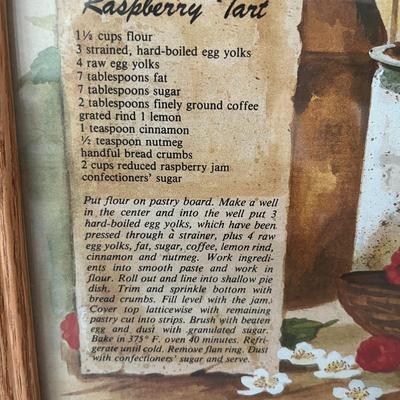 Raspberry Tart
1½ cups flour
3 strained, hard-boiled egg yolks
4 raw egg yolks
7 tablespoons fat
7 tablespoons sugar
2 tablespoons finely ground coffee
grated rind 1 lemon
1 teaspoon cinnamon
½ teaspoon nutmeg
handful bread crumbs
2 cups reduced raspberry jam
confectioners' sugar
Put flour on pastry board. Make a well
in the center and into the well put 3
hard-boiled egg yolks, which have been
pressed through a strainer, plus 4 raw
egg yolks, fat, sugar, coffee, lemon rind,
cinnamon and nutmeg. Work ingredi-
ents into smooth paste and work in
flour. Roll out and line into shallow pie
dish. Trim and sprinkle bottom with
bread crumbs. Fill level with the jam.
Cover top latticewise with remaining
pastry cut into strips. Brush with beaten
egg and dust with granulated sugar.
Bake in 375° F. oven 40 minutes. Refri-
gerate until cold. Remove flan ring. Dust
with confectioners' sugar and serve.